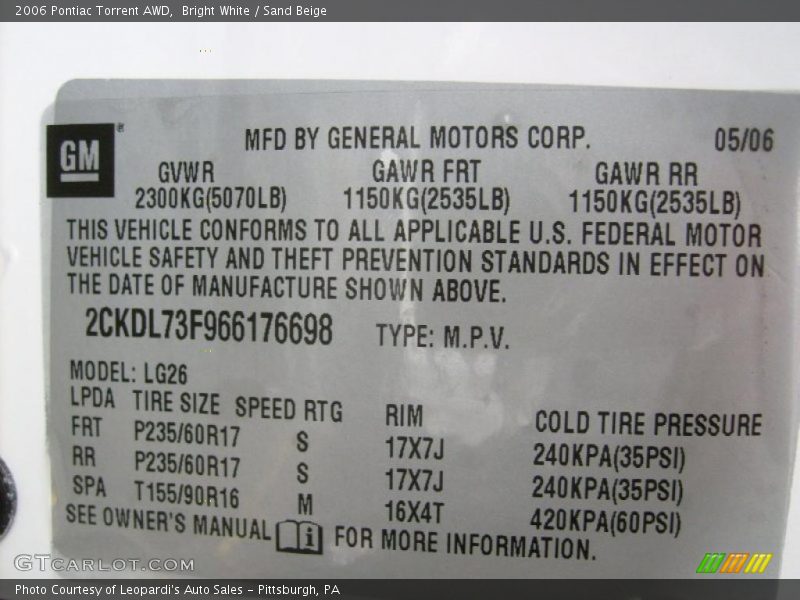 2006 Pontiac Torrent AWD,  Bright White / Sand Beige
GM ®
MFD BY GENERAL MOTORS CORP. 05/06
GVWR GAWR FRT GAWR RR
2300KG(5070LB) 1150KG(2535LB) 1150KG(2535LB)
THIS VEHICLE CONFORMS TO ALL APPLICABLE U.S. FEDERAL MOTOR
VEHICLE SAFETY AND THEFT PREVENTION STANDARDS IN EFFECT ON
THE DATE OF MANUFACTURE SHOWN ABOVE.
2CKDL73F966176698 TYPE: M.P.V.
MODEL: LG26
LPDA TIRE SIZE SPEED RTG RIM COLD TIRE PRESSURE
FRT P235/60R17 S 17X7J 240KPA(35PSI)
RR P235/60R17 S 17X7J 240KPA(35PSI)
SPA T155/90R16 M 16X4T 420KPA(60PSI)
SEE OWNER'S MANUAL i FOR MORE INFORMATION.
GTCARLOT.COM
Photo Courtesy of Leopardi's Auto Sales - Pittsburgh, PA